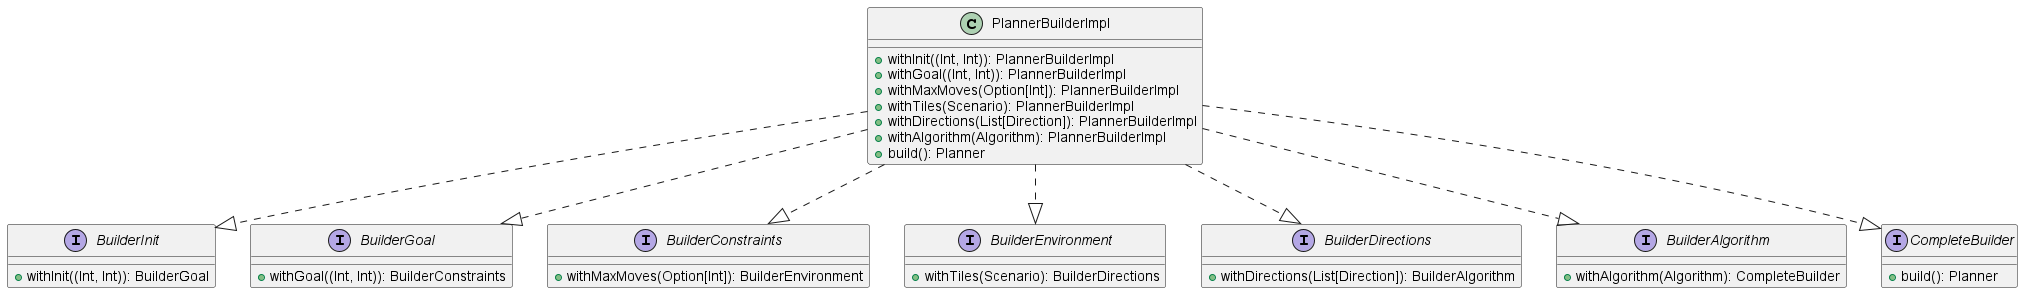 C PlannerBuilderImpl
withInit((Int, Int)): PlannerBuilderImpl
withGoal((Int, Int)): PlannerBuilderImpl
withMaxMoves(Option[Int]): PlannerBuilderImpl
withTiles(Scenario): PlannerBuilderImpl
withDirections(List[Direction]): PlannerBuilderImpl
withAlgorithm(Algorithm): PlannerBuilderImpl
build(): Planner
I BuilderInit
withInit((Int, Int)): BuilderGoal
I BuilderGoal
withGoal((Int, Int)): BuilderConstraints
I BuilderConstraints
withMaxMoves(Option[Int]): BuilderEnvironment
I BuilderEnvironment
withTiles(Scenario): BuilderDirections
I BuilderDirections
withDirections(List[Direction]): BuilderAlgorithm
I BuilderAlgorithm
withAlgorithm(Algorithm): CompleteBuilder
I CompleteBuilder
build(): Planner